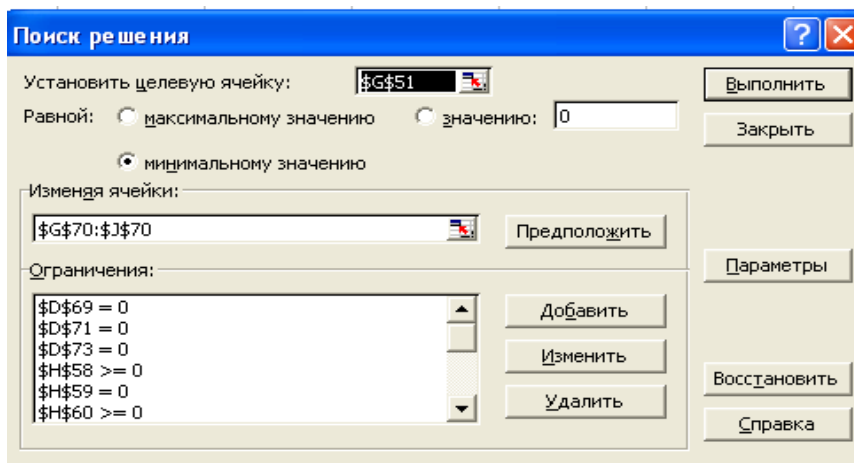 Поиск решения
Установить целевую ячейку: $G$51
Выполнить
Равной: максимальному значению значению: 0
Закрыть
минимальному значению
Изменяя ячейки:
$G$70:$J$70
Предположить
Параметры
Ограничения:
$D$69 = 0
$D$71 = 0
$D$73 = 0
$H$58 >= 0
$H$59 = 0
$H$60 >= 0
Добавить
Изменить
Удалить
Восстановить
Справка